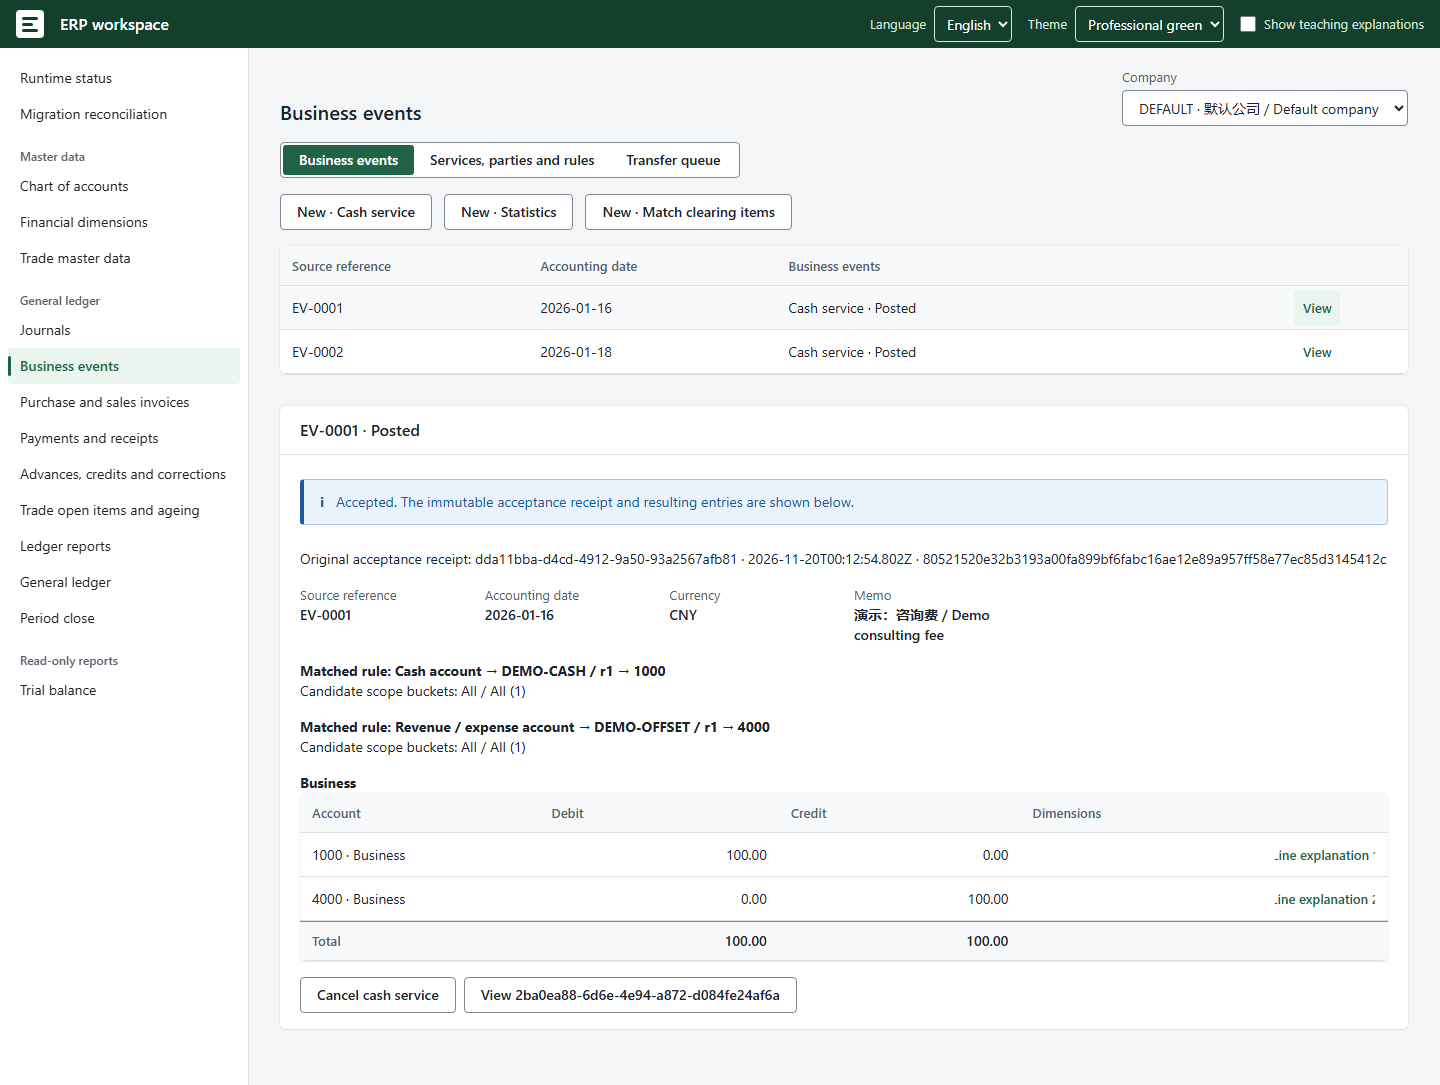 ERP workspace
Language
English
Theme
Professional green
Show teaching explanations
Runtime status
Migration reconciliation
Master data
Chart of accounts
Financial dimensions
Trade master data
General ledger
Journals
Business events
Purchase and sales invoices
Payments and receipts
Advances, credits and corrections
Trade open items and ageing
Ledger reports
General ledger
Period close
Read-only reports
Trial balance
Company
DEFAULT · 默认公司 / Default company
Business events
Business events
Services, parties and rules
Transfer queue
New · Cash service
New · Statistics
New · Match clearing items
Source reference Accounting date Business events
EV-0001 2026-01-16 Cash service · Posted View
EV-0002 2026-01-18 Cash service · Posted View
EV-0001 · Posted
i Accepted. The immutable acceptance receipt and resulting entries are shown below.
Original acceptance receipt: dda11bba-d4cd-4912-9a50-93a2567afb81 · 2026-11-20T00:12:54.802Z · 80521520e32b3193a00fa899bf6fabc16ae12e89a957ff58e77ec85d3145412c
Source reference Accounting date Currency Memo
EV-0001 2026-01-16 CNY 演示：咨询费 / Demo
consulting fee
Matched rule: Cash account → DEMO-CASH / r1 → 1000
Candidate scope buckets: All / All (1)
Matched rule: Revenue / expense account → DEMO-OFFSET / r1 → 4000
Candidate scope buckets: All / All (1)
Business
Account Debit Credit Dimensions
1000 · Business 100.00 0.00 ine explanation
4000 · Business 0.00 100.00 ine explanation 2
Total 100.00 100.00
Cancel cash service
View 2ba0ea88-6d6e-4e94-a872-d084fe24af6a